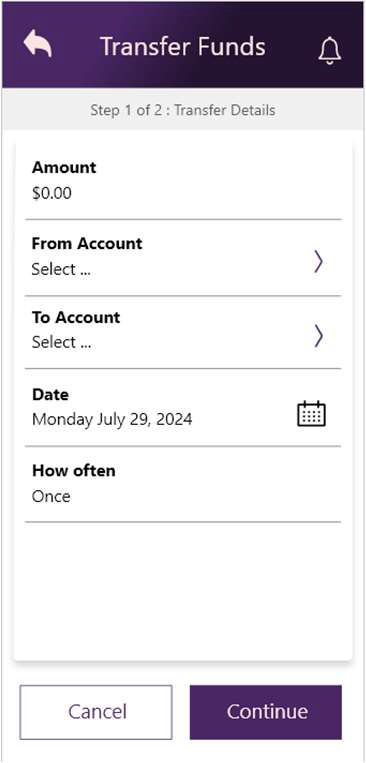 Transfer Funds
Step 1 of 2 : Transfer Details
Amount
$0.00
From Account
Select ...
To Account
Select ...
Date
Monday July 29, 2024
How often
Once
Cancel
Continue